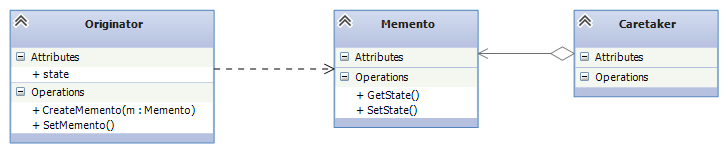 Originator
Attributes
+ state
Operations
+ CreateMemento(m : Memento)
+ SetMemento()
Memento
Attributes
Operations
+ GetState()
+ SetState()
Caretaker
Attributes
Operations